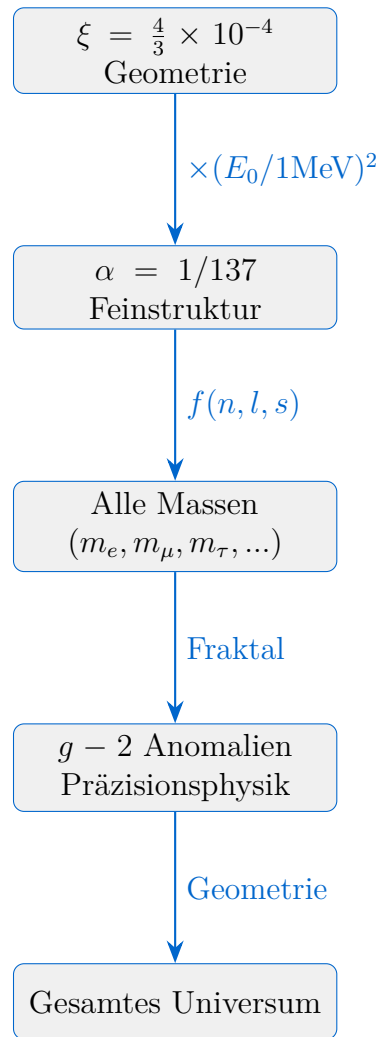 ξ = 4/3 × 10⁻⁴
Geometrie
×(E₀/1MeV)²
α = 1/137
Feinstruktur
f(n, l, s)
Alle Massen
(mₑ, m_μ, m_τ, ...)
Fraktal
g − 2 Anomalien
Präzisionsphysik
Geometrie
Gesamtes Universum